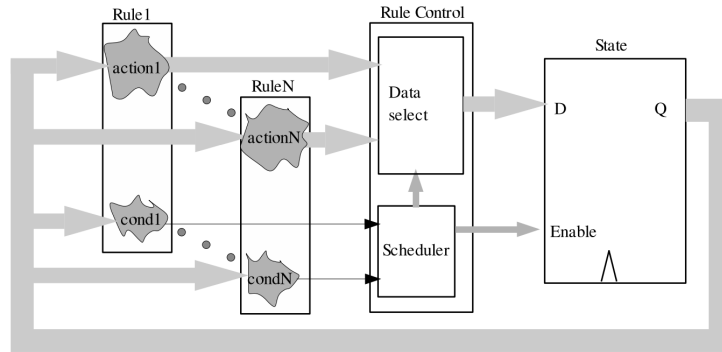 Rule1
Rule Control
State
action1
RuleN
Data
select
D
Q
actionN
cond1
Scheduler
Enable
condN